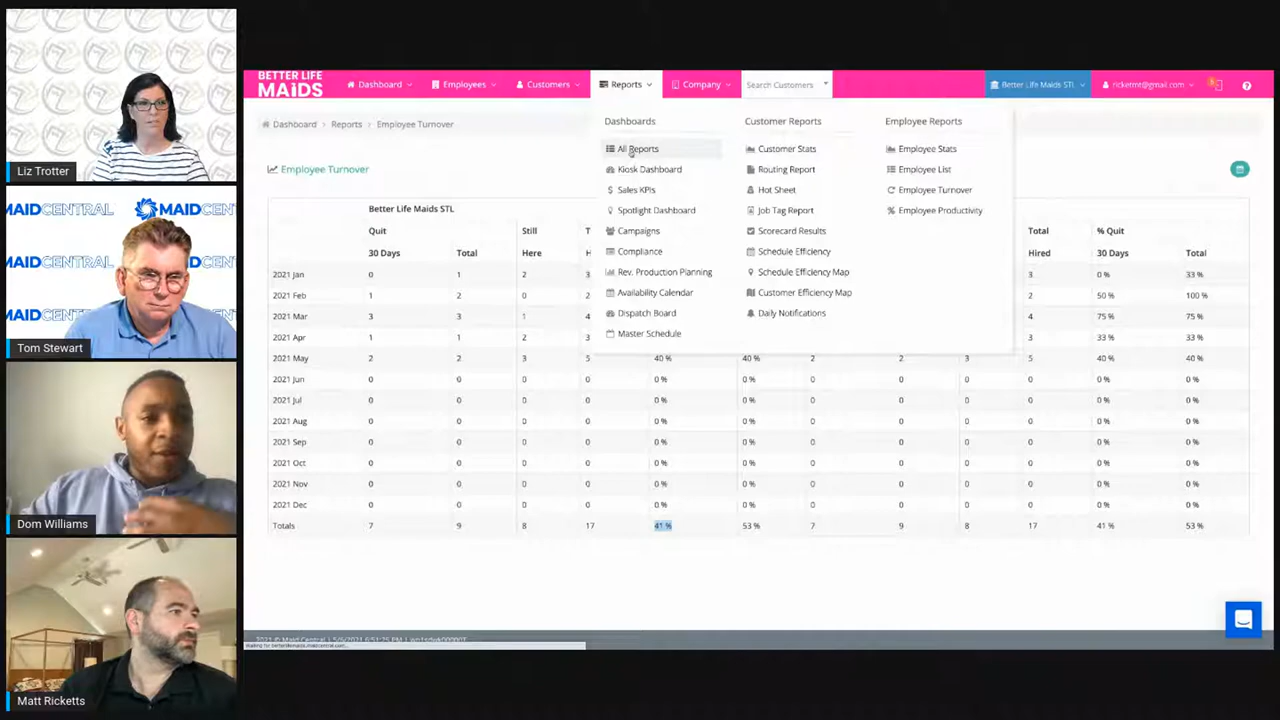 Liz Trotter
MAIDCENTRAL
MAIDCENTRAL
MAIDCENTRAL
Tom Stewart
Dom Williams
Matt Ricketts
BETTER LIFE
MAIDS
Dashboard
Employees
Customers
Reports
Company
Search Customers
Better Life Maids STL
ricketmt@gmail.com
Dashboard > Reports > Employee Turnover
Employee Turnover
Dashboards
All Reports
Kiosk Dashboard
Sales KPIs
Spotlight Dashboard
Campaigns
Compliance
Rev. Production Planning
Availability Calendar
Dispatch Board
Master Schedule
Customer Reports
Customer Stats
Routing Report
Hot Sheet
Job Tag Report
Scorecard Results
Schedule Efficiency
Schedule Efficiency Map
Customer Efficiency Map
Daily Notifications
Employee Reports
Employee Stats
Employee List
Employee Turnover
Employee Productivity
Better Life Maids STL
Quit Still T Total % Quit
30 Days Total Here H Hired 30 Days Total
2021 Jan 0 1 2 3 3 0 % 33 %
2021 Feb 1 2 0 2 2 50 % 100 %
2021 Mar 3 3 1 4 4 75 % 75 %
2021 Apr 1 1 2 3 3 33 % 33 %
2021 May 2 2 3 5 40 % 40 % 2 2 3 5 40 % 40 %
2021 Jun 0 0 0 0 0 % 0 % 0 0 0 0 0 % 0 %
2021 Jul 0 0 0 0 0 % 0 % 0 0 0 0 0 % 0 %
2021 Aug 0 0 0 0 0 % 0 % 0 0 0 0 0 % 0 %
2021 Sep 0 0 0 0 0 % 0 % 0 0 0 0 0 % 0 %
2021 Oct 0 0 0 0 0 % 0 % 0 0 0 0 0 % 0 %
2021 Nov 0 0 0 0 0 % 0 % 0 0 0 0 0 % 0 %
2021 Dec 0 0 0 0 0 % 0 % 0 0 0 0 0 % 0 %
Totals 7 9 8 17 41 % 53 % 7 9 8 17 41 % 53 %